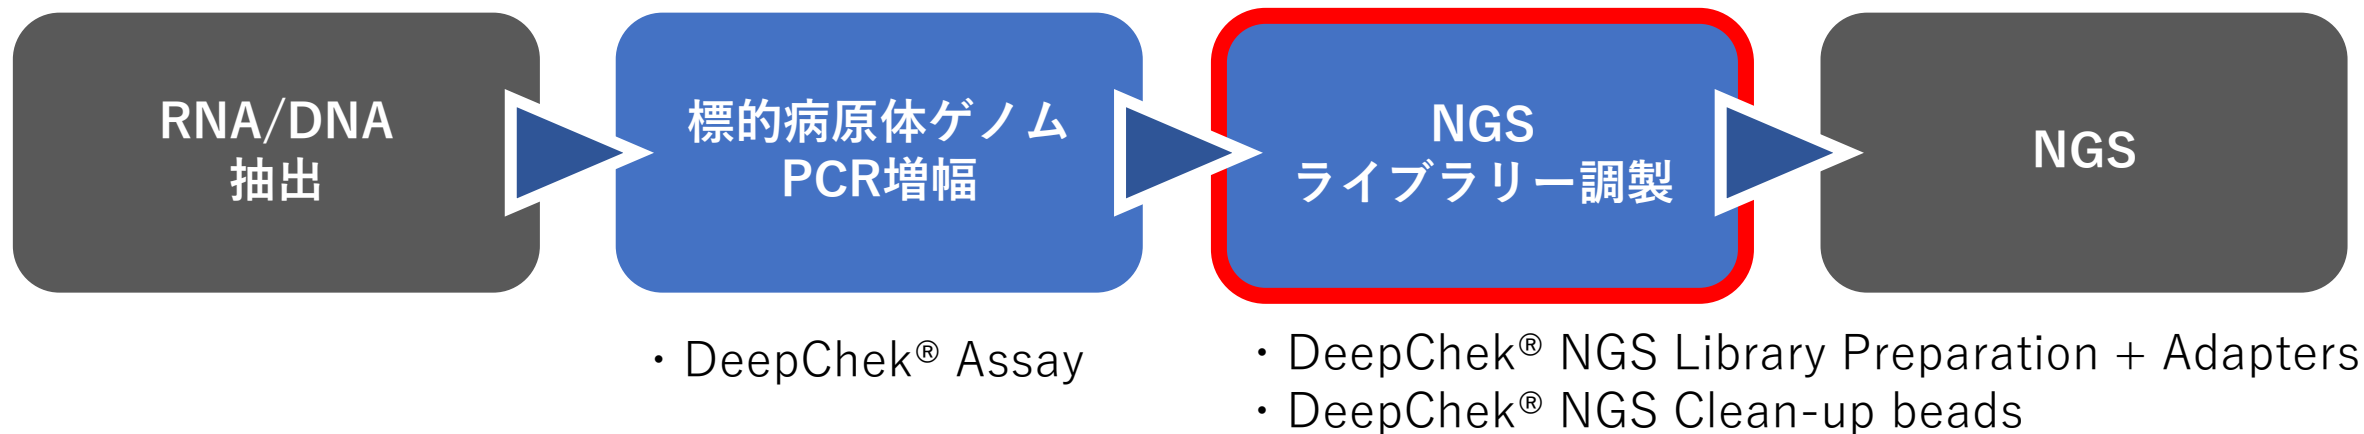 RNA/DNA
抽出
標的病原体ゲノム
PCR増幅
NGS
ライブラリー調製
NGS
・DeepChek® Assay
・DeepChek® NGS Library Preparation + Adapters
・DeepChek® NGS Clean-up beads